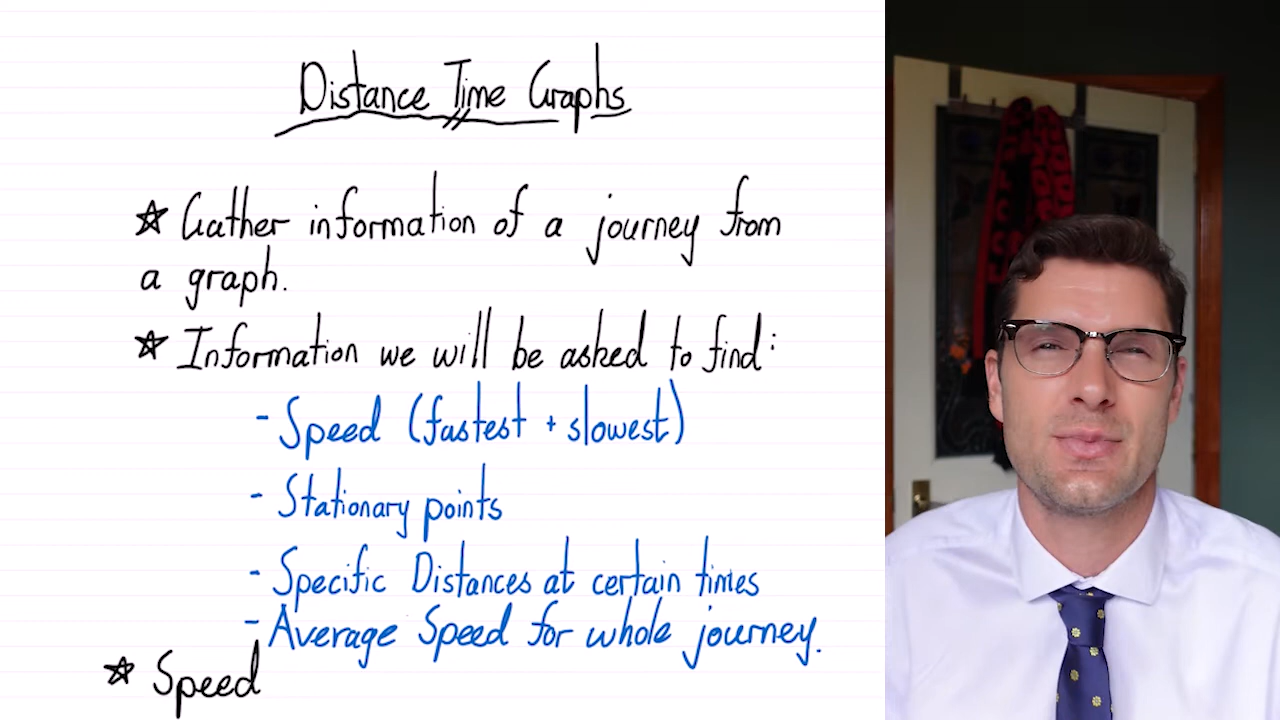 Distance Time Graphs
☆ Gather information of a journey from
a graph.
☆ Information we will be asked to find:
- Speed (fastest + slowest)
- Stationary points
- Specific Distances at certain times
- Average Speed for whole journey.
☆ Speed